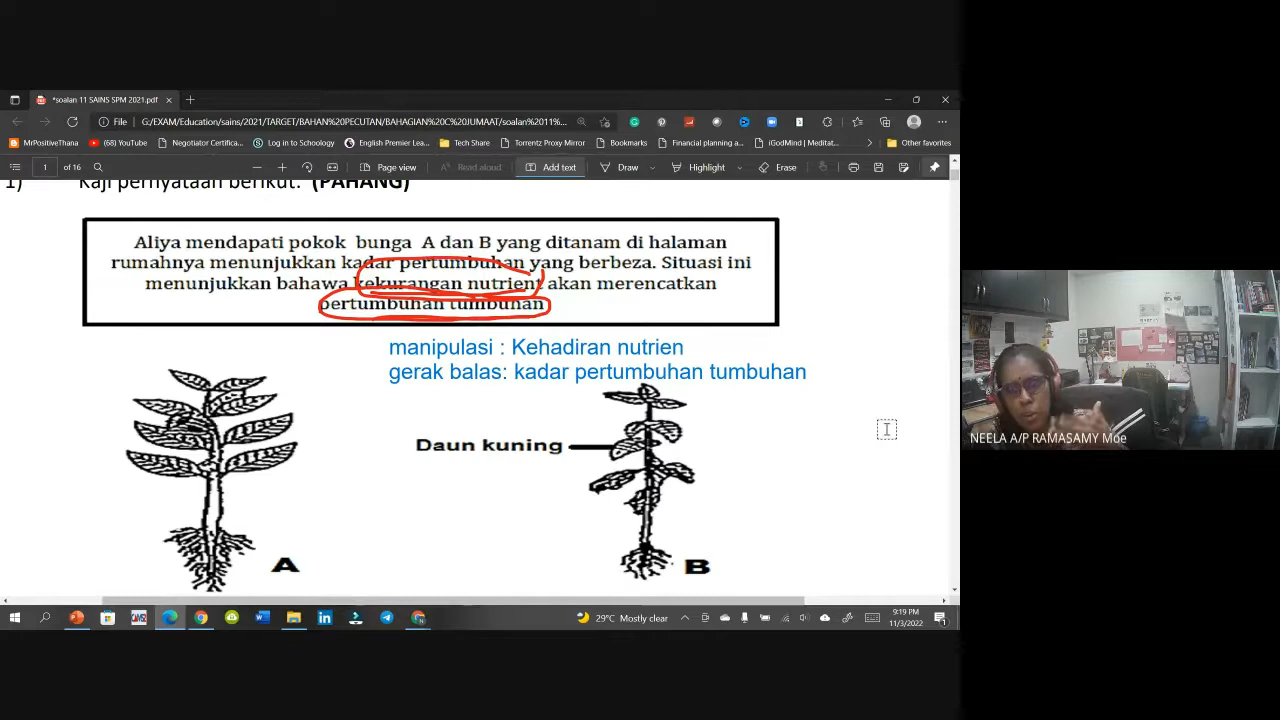 *soalan 11 SAINS SPM 2021.pdf
File
G:/EXAM/Education/sains/2021/TARGET/BAHAN%20PECUTAN/BAHAGIAN%20C%20JUMAAT/soalan%2011%...
MrPositiveThana
(68) YouTube
Negotiator Certifica...
Log in to Schoology
English Premier Lea...
Tech Share
Torrentz Proxy Mirror
Bookmarks
Financial planning a...
iGodMind | Meditat...
Other favorites
1 of 16
Page view
Read aloud
Add text
Draw
Highlight
Erase
1) Kaji pernyataan berikut. (PAHANG)
Aliya mendapati pokok bunga A dan B yang ditanam di halaman
rumahnya menunjukkan kadar pertumbuhan yang berbeza. Situasi ini
menunjukkan bahawa kekurangan nutrient akan merencatkan
pertumbuhan tumbuhan
manipulasi : Kehadiran nutrien
gerak balas: kadar pertumbuhan tumbuhan
Daun kuning
A
B
NEELA A/P RAMASAMY Moe
29°C Mostly clear
9:19 PM
11/3/2022